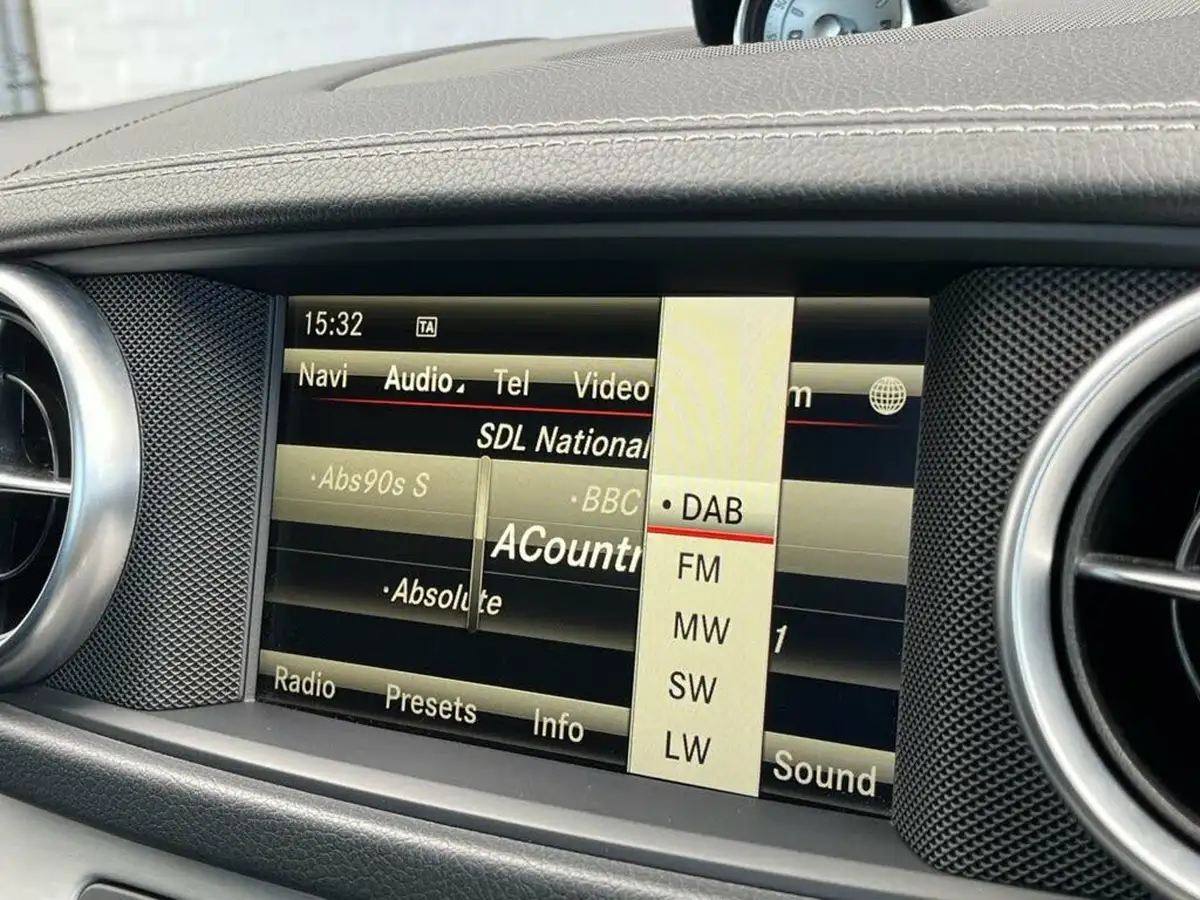 15:32 TA
Navi Audio Tel Video m
SDL National
·Abs90s S ·BBC
ACountr
·Absolute
1
• DAB
FM
MW
SW
LW
Radio Presets Info Sound